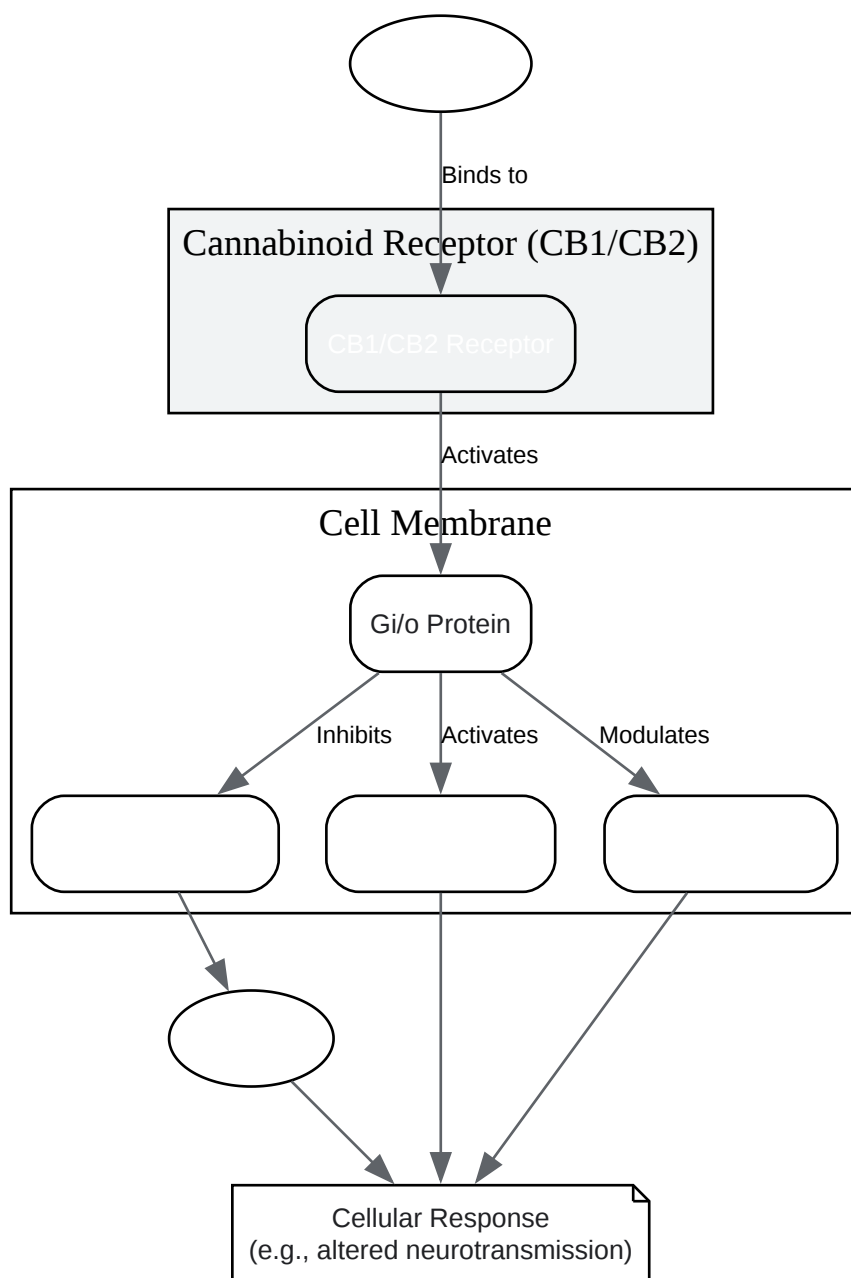 Binds to
Cannabinoid Receptor (CB1/CB2)
CB1/CB2 Receptor
Activates
Cell Membrane
Gi/o Protein
Inhibits
Activates
Modulates
Cellular Response
(e.g., altered neurotransmission)